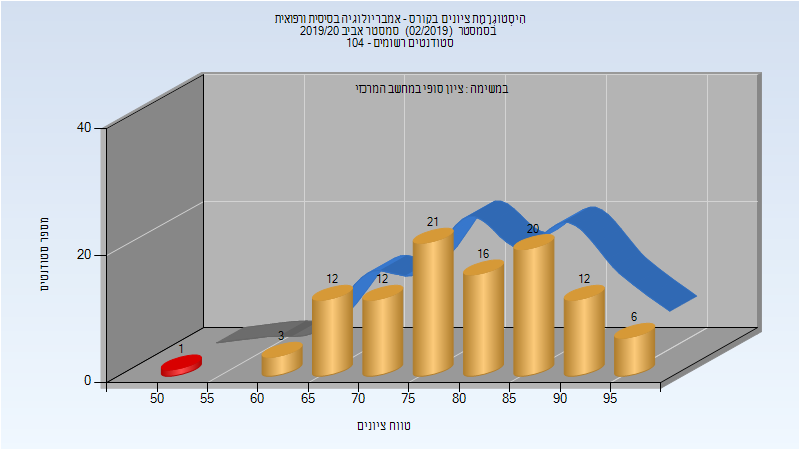 היסטוגרמת ציונים בקורס - אמבריולוגיה בסיסית ורפואית
בסמסטר (02/2019) סמסטר אביב 2019/20
סטודנטים רשומים - 104
במשימה : ציון סופי במחשב המרכזי
מספר סטודנטים
40
20
0
1
3
12
12
21
16
20
12
6
50 55 60 65 70 75 80 85 90 95
טווח ציונים